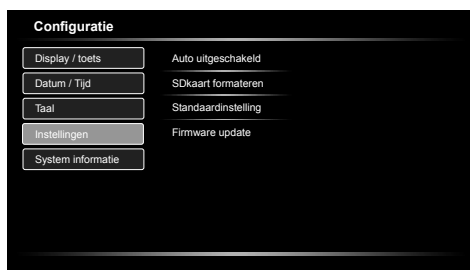 Configuratie
Display / toets
Auto uitgeschakeld
Datum / Tijd
SDkaart formateren
Taal
Standaardinstelling
Instellingen
Firmware update
System informatie